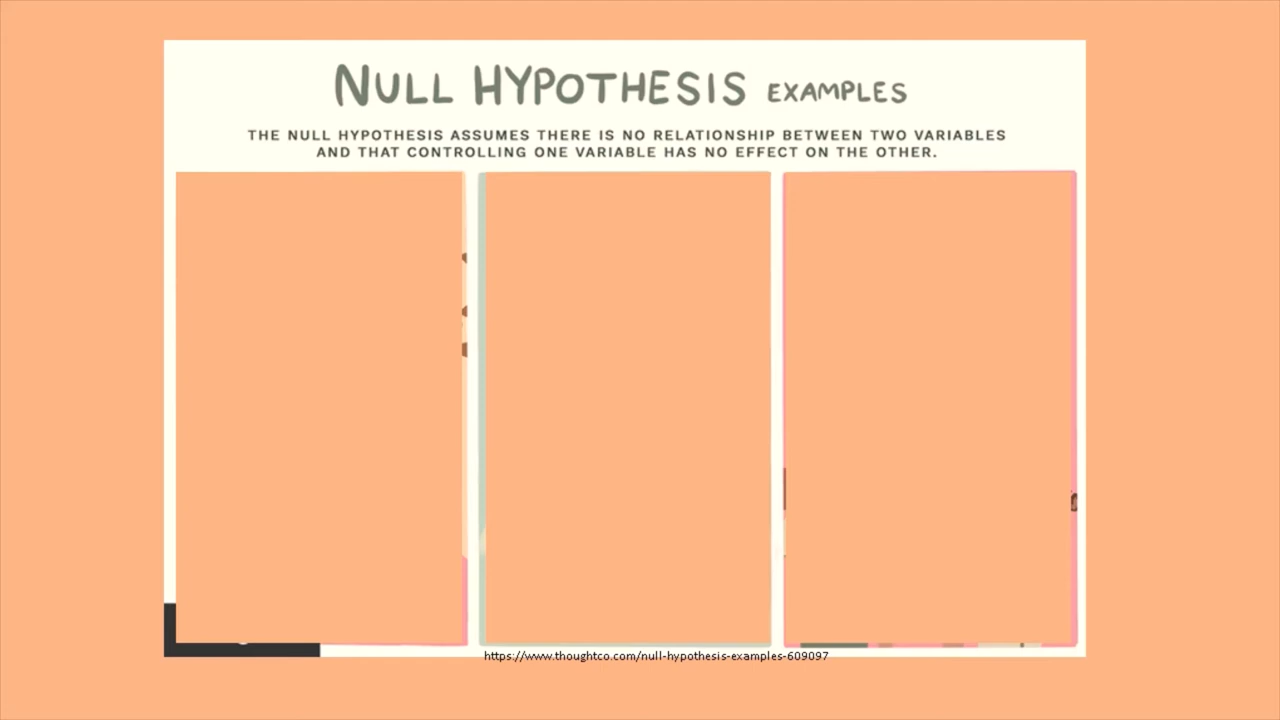 NULL HYPOTHESIS EXAMPLES
THE NULL HYPOTHESIS ASSUMES THERE IS NO RELATIONSHIP BETWEEN TWO VARIABLES
AND THAT CONTROLLING ONE VARIABLE HAS NO EFFECT ON THE OTHER.
https://www.thoughtco.com/null-hypothesis-examples-609097